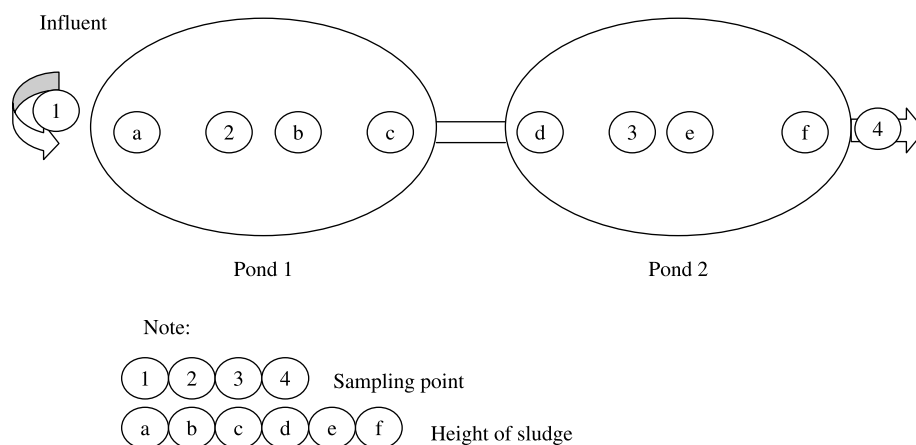 Influent
1 a 2 b c d 3 e f 4
Pond 1 Pond 2
Note:
1 2 3 4 Sampling point
a b c d e f Height of sludge